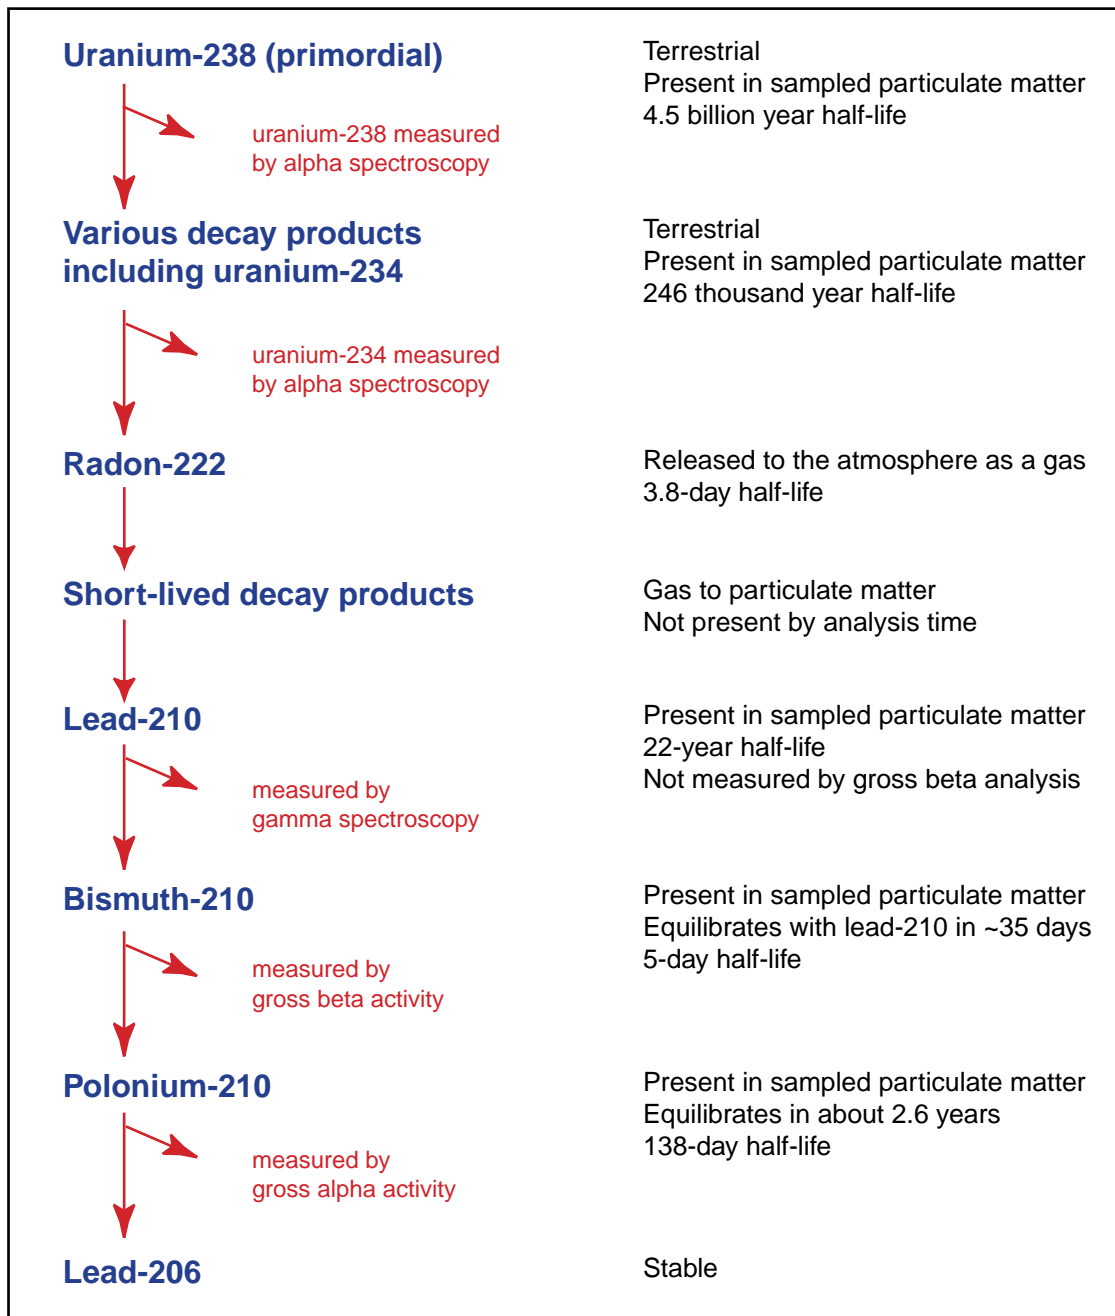 Uranium-238 (primordial)
Terrestrial
Present in sampled particulate matter
4.5 billion year half-life
uranium-238 measured
by alpha spectroscopy
Various decay products
including uranium-234
Terrestrial
Present in sampled particulate matter
246 thousand year half-life
uranium-234 measured
by alpha spectroscopy
Radon-222
Released to the atmosphere as a gas
3.8-day half-life
Short-lived decay products
Gas to particulate matter
Not present by analysis time
Lead-210
Present in sampled particulate matter
22-year half-life
Not measured by gross beta analysis
measured by
gamma spectroscopy
Bismuth-210
Present in sampled particulate matter
Equilibrates with lead-210 in ~35 days
5-day half-life
measured by
gross beta activity
Polonium-210
Present in sampled particulate matter
Equilibrates in about 2.6 years
138-day half-life
measured by
gross alpha activity
Lead-206
Stable